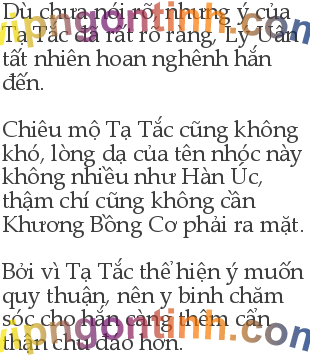 Dù chưa nói rõ, nhưng ý của
Tạ Tắc đã rất rõ ràng, Lý Uân
tất nhiên hoan nghênh hắn
đến.
Chiêu mộ Tạ Tắc cũng không
khó, lòng dạ của tên nhóc này
không nhiều như Hàn Úc,
thậm chí cũng không cần
Khương Bồng Cơ phải ra mặt.
Bởi vì Tạ Tắc thể hiện ý muốn
quy thuận, nên y binh chăm
sóc cho hắn càng thêm cẩn
thận chu đáo hơn.